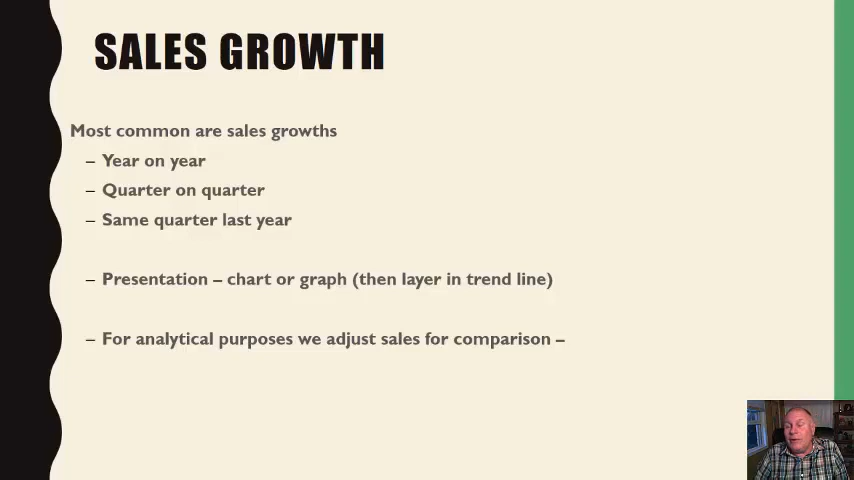 SALES GROWTH
Most common are sales growths
– Year on year
– Quarter on quarter
– Same quarter last year
– Presentation – chart or graph (then layer in trend line)
– For analytical purposes we adjust sales for comparison –